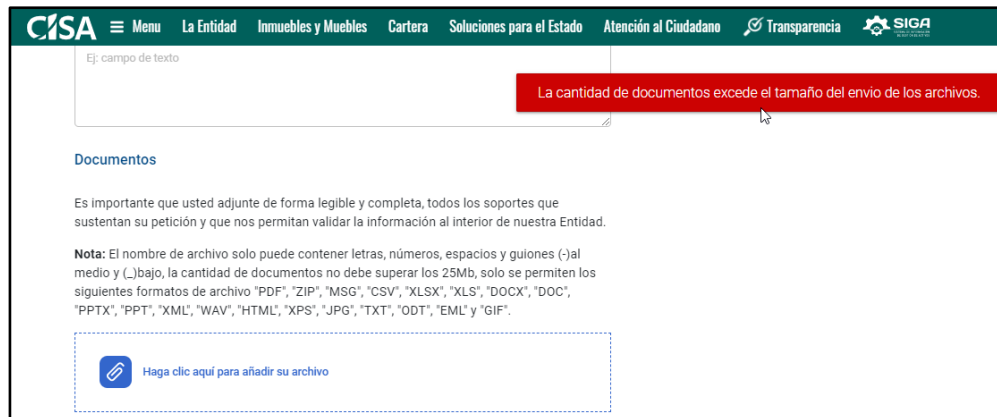 CISA Menu La Entidad Inmuebles y Muebles Cartera Soluciones para el Estado Atención al Ciudadano Transparencia SIGA
Ej: campo de texto
La cantidad de documentos excede el tamaño del envio de los archivos.
Documentos
Es importante que usted adjunte de forma legible y completa, todos los soportes que
sustentan su petición y que nos permitan validar la información al interior de nuestra Entidad.
Nota: El nombre de archivo solo puede contener letras, números, espacios y guiones (-)al
medio y (_)bajo, la cantidad de documentos no debe superar los 25Mb, solo se permiten los
siguientes formatos de archivo "PDF", "ZIP", "MSG", "CSV", "XLSX", "XLS", "DOCX", "DOC",
"PPTX", "PPT", "XML", "WAV", "HTML", "XPS", "JPG", "TXT", "ODT", "EML" y "GIF".
Haga clic aquí para añadir su archivo